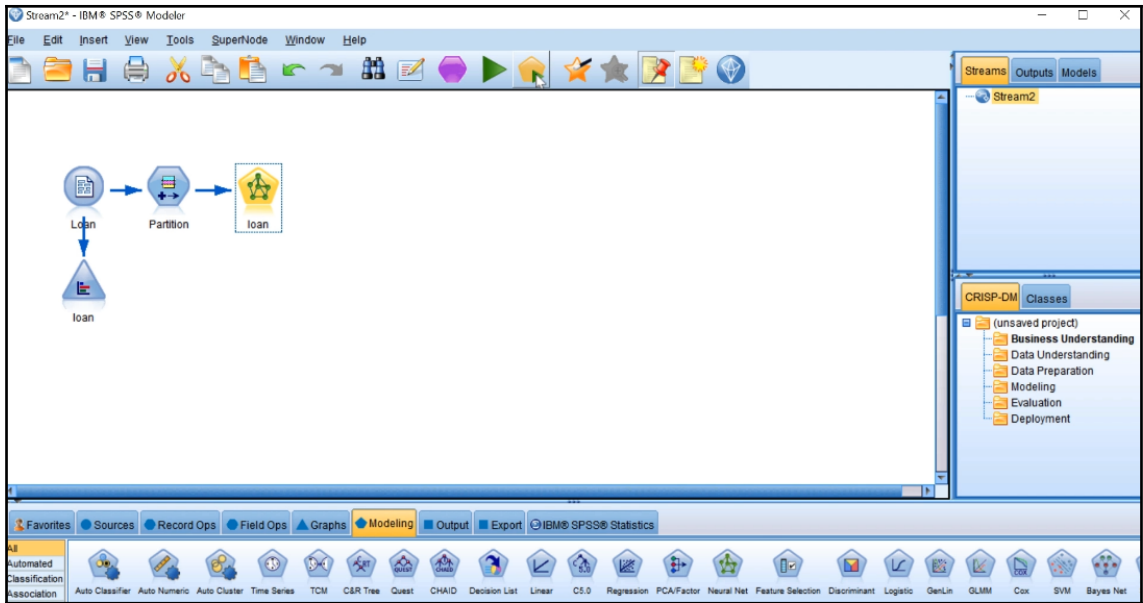 Stream2* - IBM® SPSS® Modeler
File Edit Insert View Tools SuperNode Window Help
Streams Outputs Models
Stream2
Loan
Partition
loan
loan
CRISP-DM Classes
(unsaved project)
Business Understanding
Data Understanding
Data Preparation
Modeling
Evaluation
Deployment
Favorites Sources Record Ops Field Ops Graphs Modeling Output Export IBM® SPSS® Statistics
All
Automated
Classification
Association
Auto Classifier Auto Numeric Auto Cluster Time Series TCM C&R Tree Quest CHAID Decision List Linear C5.0 Regression PCA/Factor Neural Net Feature Selection Discriminant Logistic GenLin GLMM Cox SVM Bayes Net